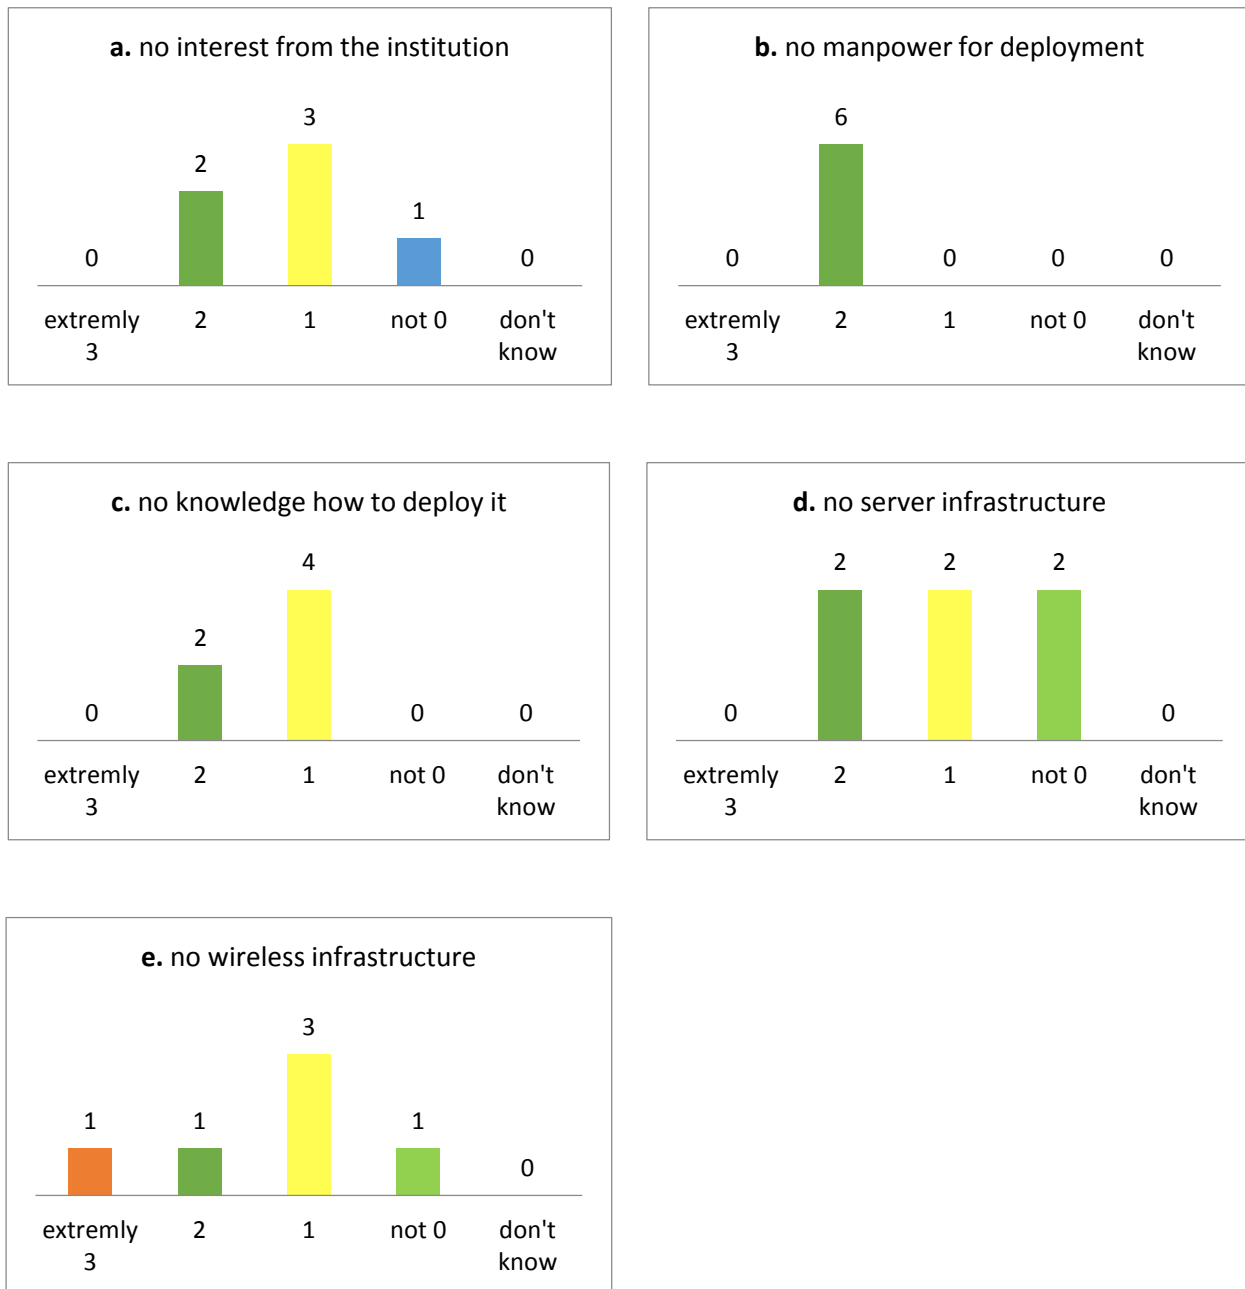 a. no interest from the institution
3
2
1
0
0
extremly
3
2
1
not 0
don't
know
b. no manpower for deployment
6
0
0
0
0
extremly
3
2
1
not 0
don't
know
c. no knowledge how to deploy it
4
2
0
0
0
extremly
3
2
1
not 0
don't
know
d. no server infrastructure
2
2
2
0
0
extremly
3
2
1
not 0
don't
know
e. no wireless infrastructure
3
1
1
1
0
extremly
3
2
1
not 0
don't
know